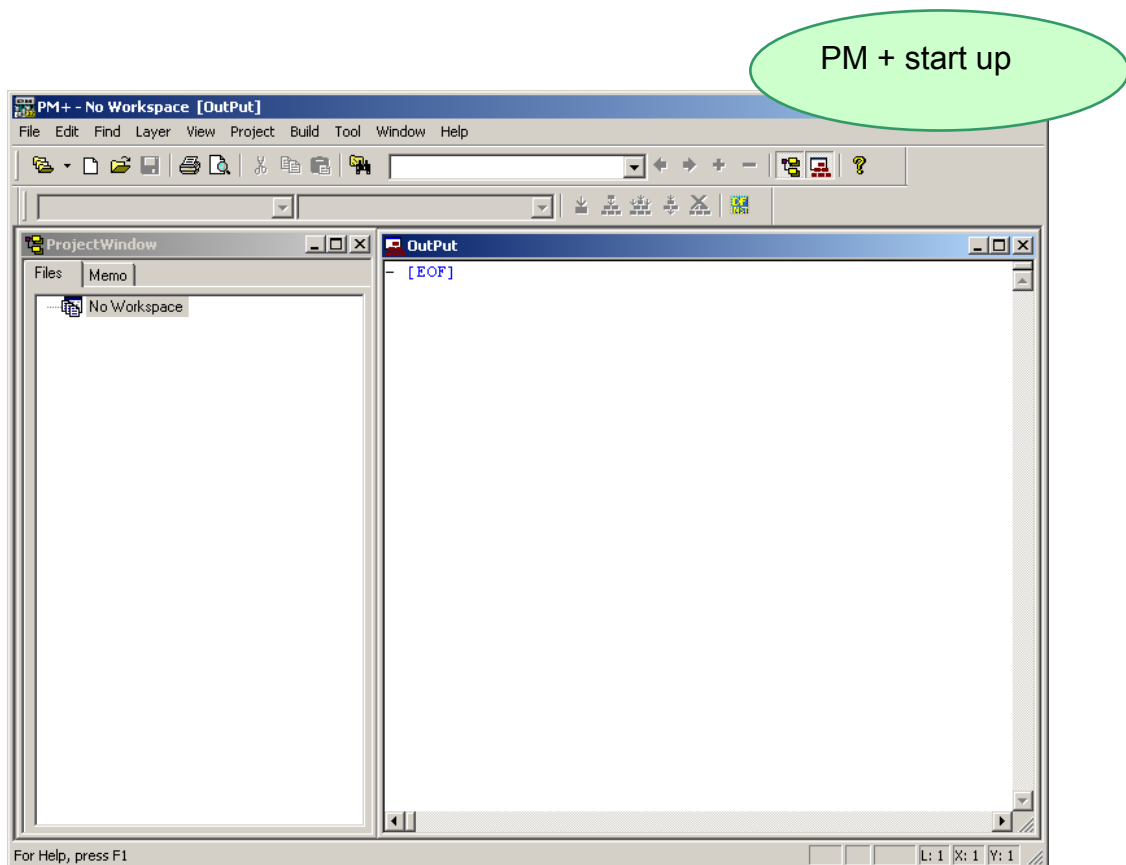 PM + start up
PM+ - No Workspace [OutPut]
File Edit Find Layer View Project Build Tool Window Help
ProjectWindow
OutPut
Files Memo
- [EOF]
No Workspace
For Help, press F1
L: 1 X: 1 Y: 1